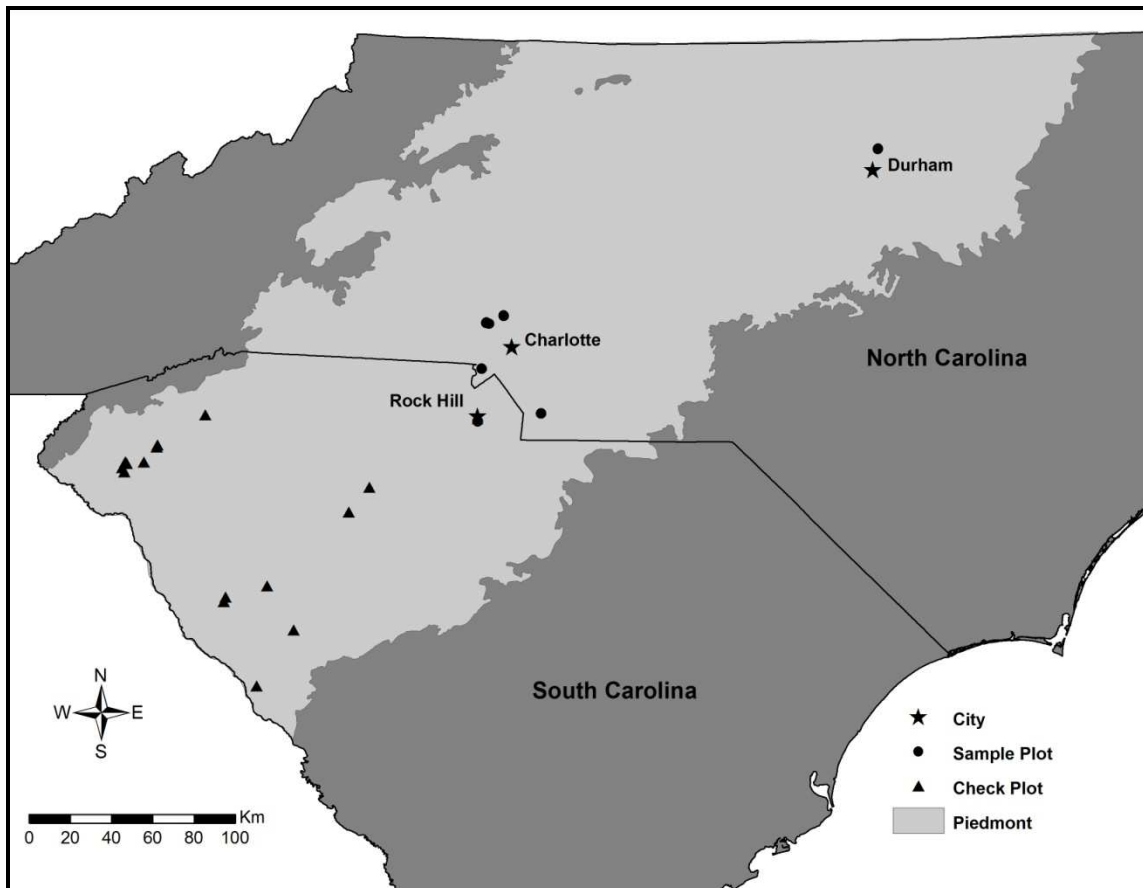 Durham
Charlotte
North Carolina
Rock Hill
South Carolina
N
W E
S
Km
0 20 40 60 80 100
City
Sample Plot
Check Plot
Piedmont